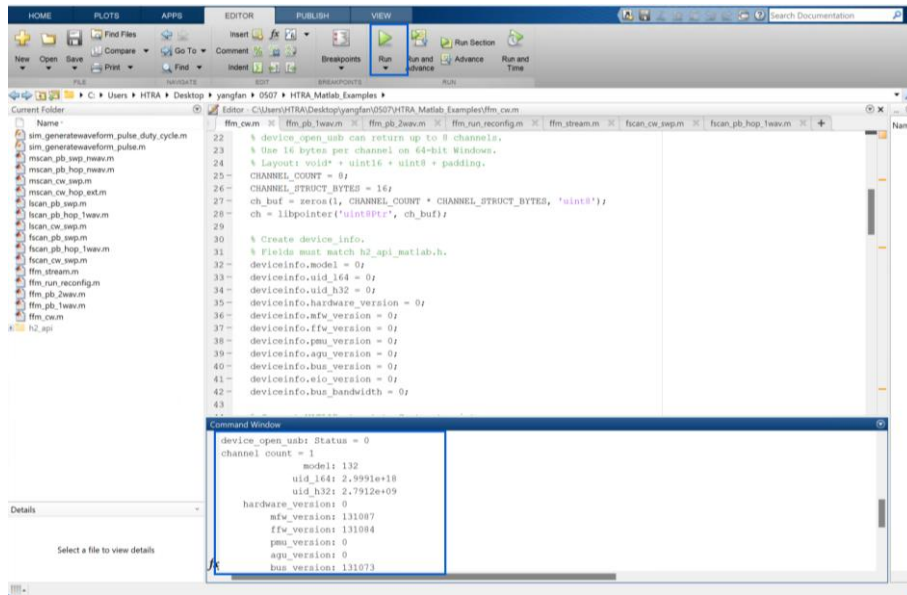 HOME PLOTS APPS EDITOR PUBLISH VIEW Search Documentation
New Open Save Find Files Compare Print Go To Find Insert fx Comment % Indent Breakpoints Run Run and Advance Run Section Advance Run and Time
FILE NAVIGATE EDIT BREAKPOINTS RUN
C: Users HTRA Desktop yangfan 0507 HTRA_Matlab_Examples
Current Folder
Name
sim_generatewaveform_pulse_duty_cycle.m
sim_generatewaveform_pulse.m
mscan_pb_swp_nwav.m
mscan_pb_hop_nwav.m
mscan_cw_swp.m
mscan_cw_hop_ext.m
lscan_pb_swp.m
lscan_pb_hop_1wav.m
lscan_cw_swp.m
fscan_pb_swp.m
fscan_pb_hop_1wav.m
fscan_cw_swp.m
ffm_stream.m
ffm_run_reconfig.m
ffm_pb_2wav.m
ffm_pb_1wav.m
ffm_cw.m
h2_api
Details
Select a file to view details
Editor - C:\Users\HTRA\Desktop\yangfan\0507\HTRA_Matlab_Examples\ffm_cw.m
ffm_cw.m ffm_pb_1wav.m ffm_pb_2wav.m ffm_run_reconfig.m ffm_stream.m fscan_cw_swp.m fscan_pb_hop_1wav.m +
22 % device_open_usb can return up to 8 channels.
23 % Use 16 bytes per channel on 64-bit Windows.
24 % Layout: void* + uint16 + uint8 + padding.
25 - CHANNEL_COUNT = 8;
26 - CHANNEL_STRUCT_BYTES = 16;
27 - ch_buf = zeros(1, CHANNEL_COUNT * CHANNEL_STRUCT_BYTES, 'uint8');
28 - ch = libpointer('uint8Ptr', ch_buf);
29
30 % Create device_info.
31 % Fields must match h2_api_matlab.h.
32 - deviceinfo.model = 0;
33 - deviceinfo.uid_l64 = 0;
34 - deviceinfo.uid_h32 = 0;
35 - deviceinfo.hardware_version = 0;
36 - deviceinfo.mfw_version = 0;
37 - deviceinfo.ffw_version = 0;
38 - deviceinfo.pmu_version = 0;
39 - deviceinfo.agu_version = 0;
40 - deviceinfo.bus_version = 0;
41 - deviceinfo.eio_version = 0;
42 - deviceinfo.bus_bandwidth = 0;
43
Command Window
device_open_usb: Status = 0
channel count = 1
model: 132
uid_l64: 2.9991e+18
uid_h32: 2.7912e+09
hardware_version: 0
mfw_version: 131087
ffw_version: 131084
pmu_version: 0
agu_version: 0
bus_version: 131073
fx